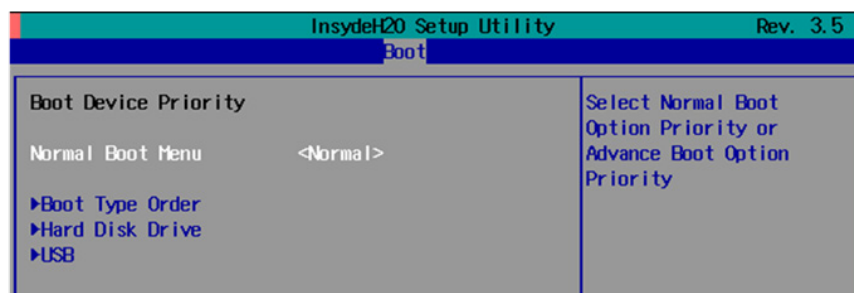 InsydeH20 Setup Utility Rev. 3.5
Boot
Boot Device Priority
Normal Boot Menu <Normal>
▶Boot Type Order
▶Hard Disk Drive
▶USB
Select Normal Boot
Option Priority or
Advance Boot Option
Priority